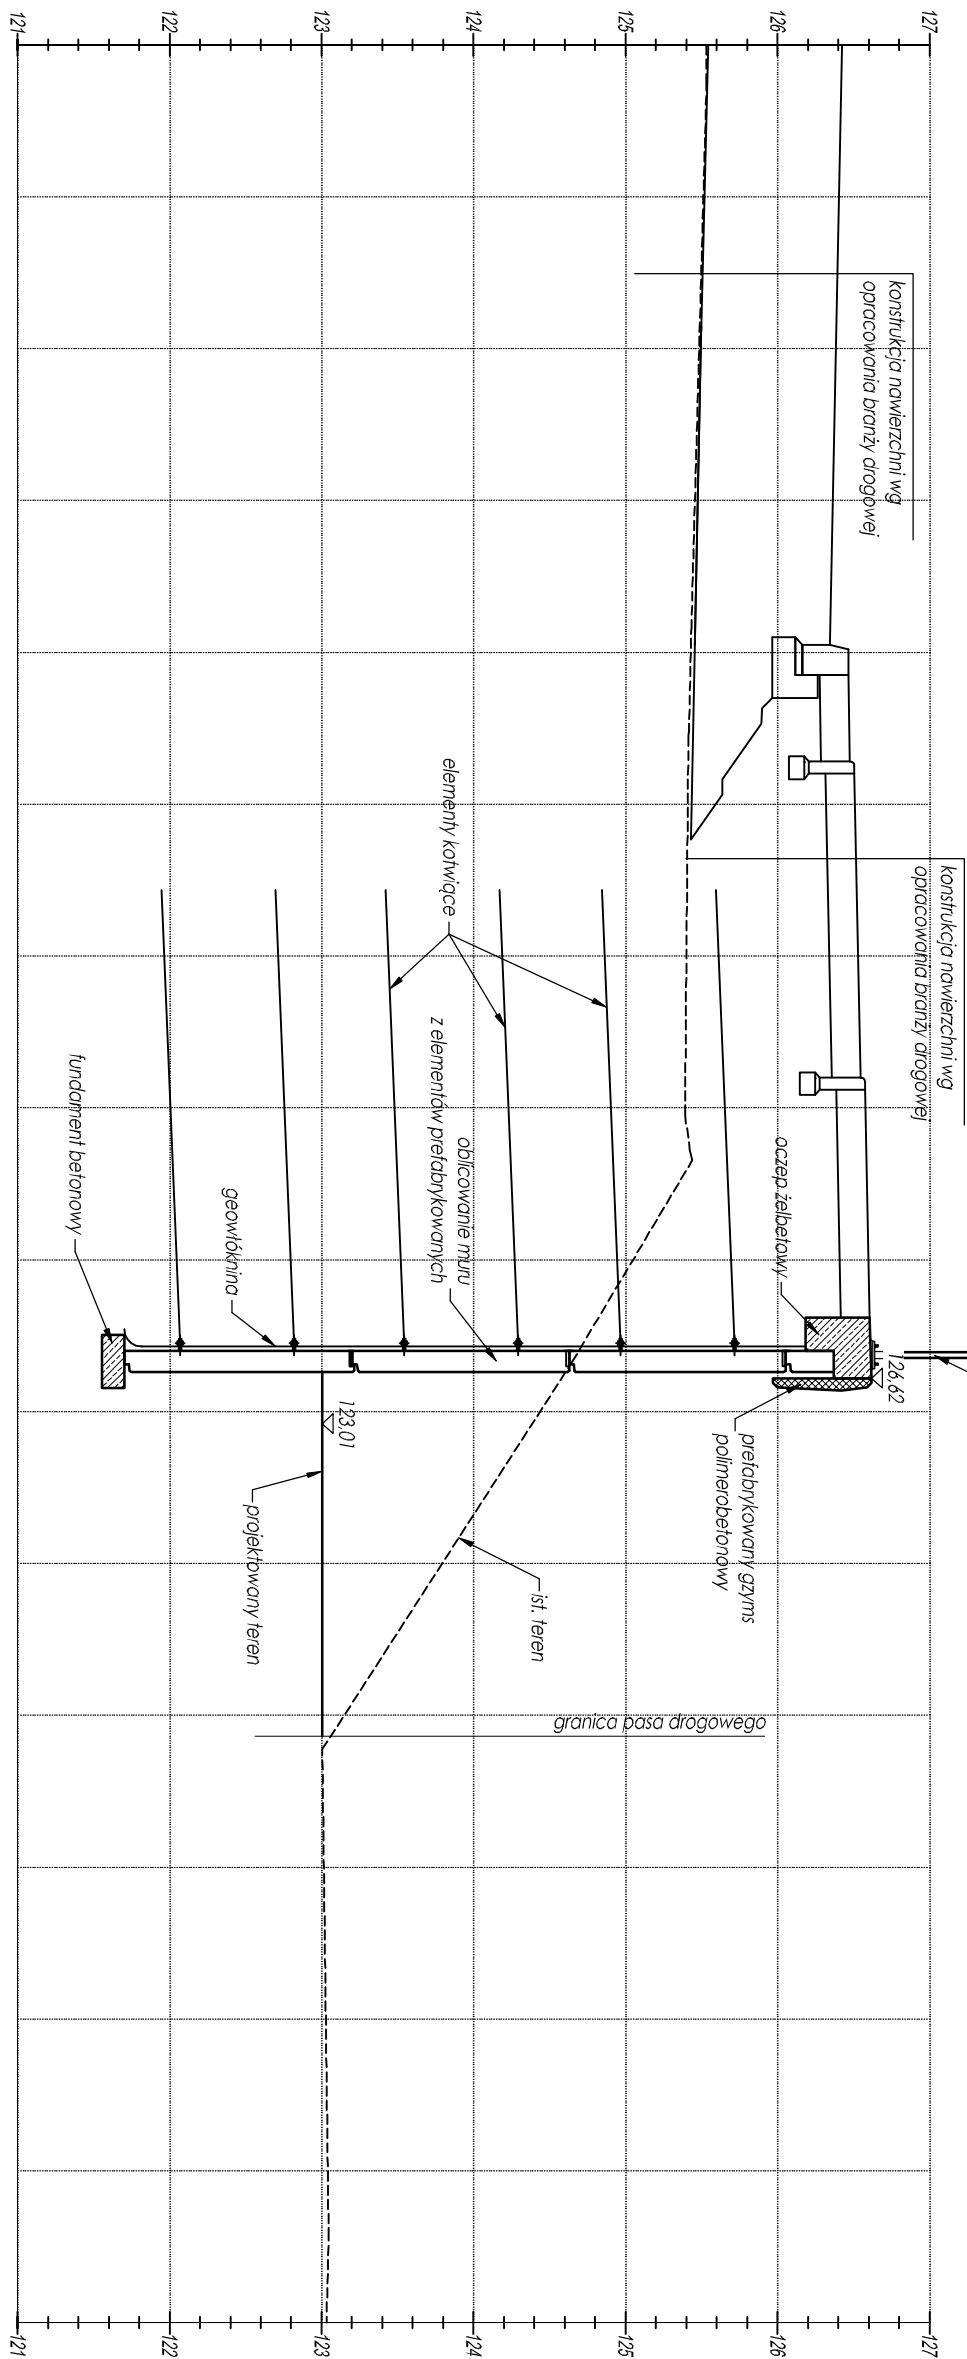 127
126
125
124
123
122
121
konstrukcja nawierzchni wg
opracowania branży drogowej
konstrukcja nawierzchni wg
opracowania branży drogowej
elementy kotwiące
oczep żelbetowy
oblicowanie muru
z elementów prefabrykowanych
geowłóknina
fundament betonowy
126,62
prefabrykowany gzyms
polimerobetonowy
123,01
ist. teren
projektowany teren
granica pasa drogowego
127
126
125
124
123
122
121